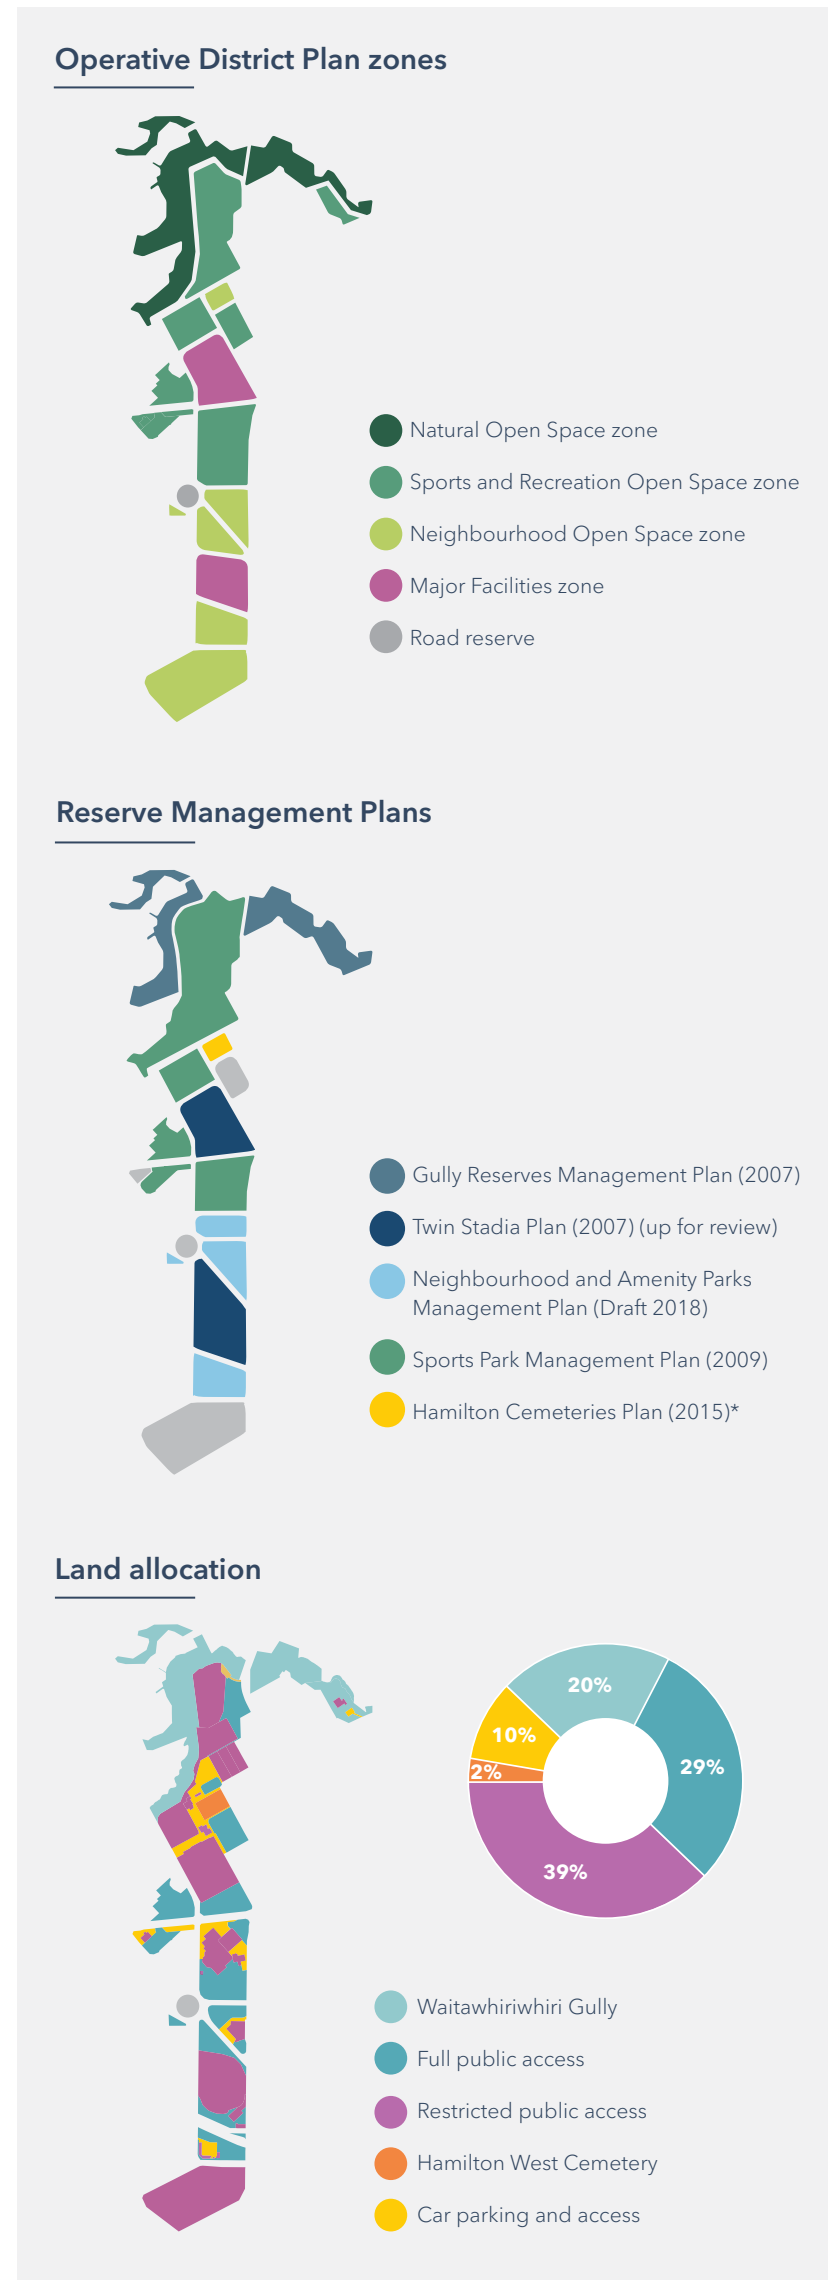 Operative District Plan zones
Natural Open Space zone
Sports and Recreation Open Space zone
Neighbourhood Open Space zone
Major Facilities zone
Road reserve
Reserve Management Plans
Gully Reserves Management Plan (2007)
Twin Stadia Plan (2007) (up for review)
Neighbourhood and Amenity Parks
Management Plan (Draft 2018)
Sports Park Management Plan (2009)
Hamilton Cemeteries Plan (2015)*
Land allocation
20%
10%
29%
2%
39%
Waitawhiriwhiri Gully
Full public access
Restricted public access
Hamilton West Cemetery
Car parking and access